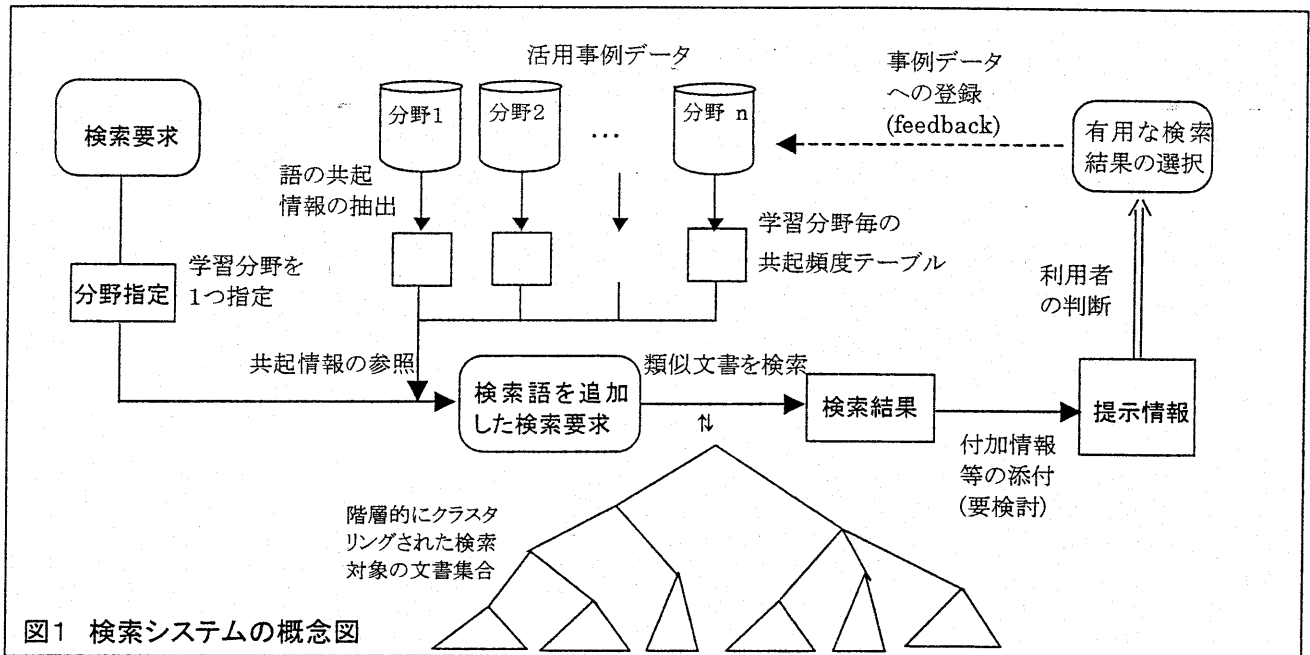 活用事例データ
検索要求
分野1
分野2
…
分野 n
事例データ
への登録
(feedback)
有用な検索
結果の選択
語の共起
情報の抽出
学習分野毎の
共起頻度テーブル
分野指定
学習分野を
1つ指定
利用者
の判断
共起情報の参照
検索語を追加
した検索要求
類似文書を検索
⇅
検索結果
提示情報
付加情報
等の添付
(要検討)
階層的にクラスタ
リングされた検索
対象の文書集合
図1 検索システムの概念図